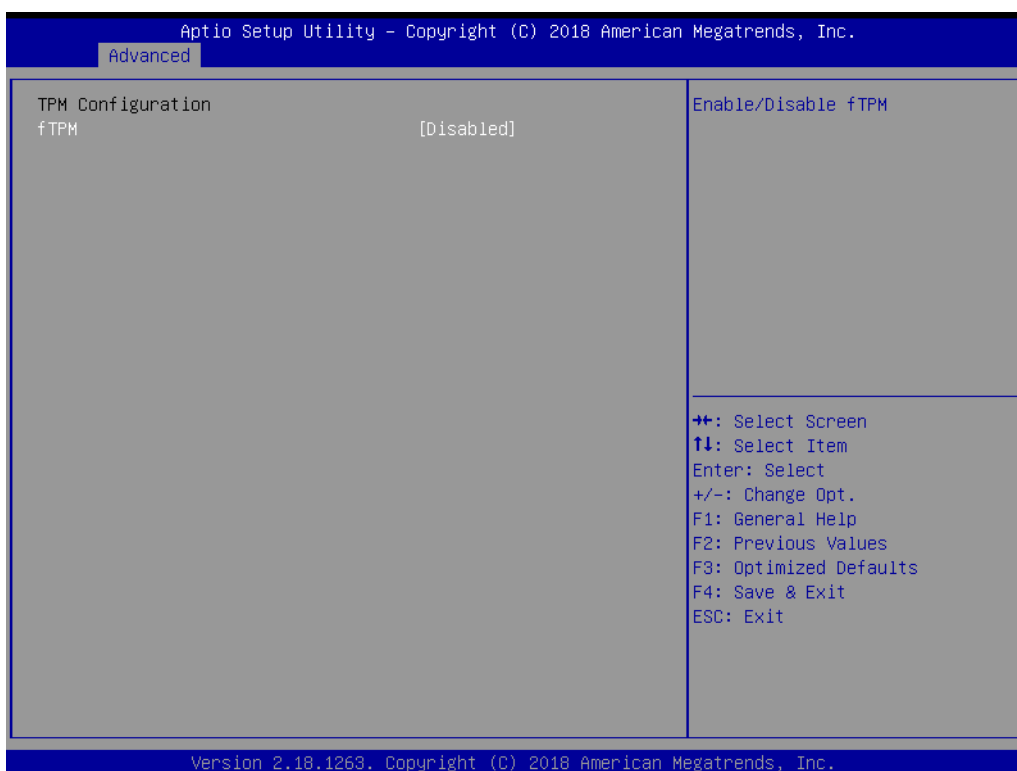 Aptio Setup Utility – Copyright (C) 2018 American Megatrends, Inc.
Advanced
TPM Configuration
fTPM [Disabled]
Enable/Disable fTPM
→←: Select Screen
↑↓: Select Item
Enter: Select
+/-: Change Opt.
F1: General Help
F2: Previous Values
F3: Optimized Defaults
F4: Save & Exit
ESC: Exit
Version 2.18.1263. Copyright (C) 2018 American Megatrends, Inc.